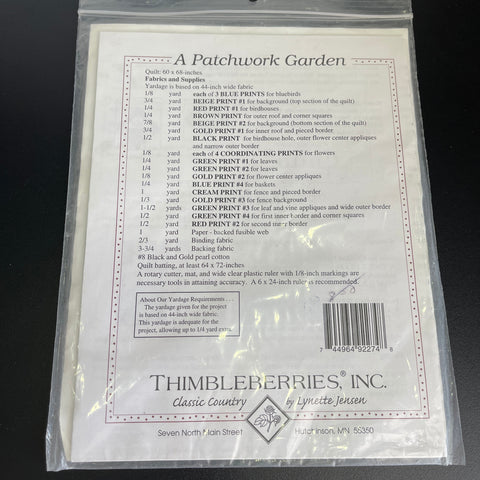 A Patchwork Garden
Quilt: 60 x 68-inches
Fabrics and Supplies
Yardage is based on 44-inch wide fabric
1/8 yard each of 3 BLUE PRINTS for bluebirds
3/4 yard BEIGE PRINT #1 for background (top section of the quilt)
1/4 yard RED PRINT #1 for birdhouses
1/4 yard BROWN PRINT for outer roof and corner squares
7/8 yard BEIGE PRINT #2 for background (bottom section of the quilt)
3/4 yard GOLD PRINT #1 for inner roof and pieced border
1/2 yard BLACK PRINT for birdhouse hole, outer flower center appliques
and narrow outer border
1/8 yard each of 4 COORDINATING PRINTS for flowers
1/4 yard GREEN PRINT #1 for leaves
1/4 yard GREEN PRINT #2 for leaves
1/8 yard GOLD PRINT #2 for flower center appliques
1/4 yard BLUE PRINT #4 for baskets
1 yard CREAM PRINT for fence and pieced border
1/3 yard GOLD PRINT #3 for fence background
1-1/2 yards GREEN PRINT #3 for leaf and vine appliques and wide outer border
1/2 yard GREEN PRINT #4 for first inner border and corner squares
1/2 yard RED PRINT #2 for second inner border
1 yard Paper - backed fusible web
2/3 yard Binding fabric
3-3/4 yards Backing fabric
#8 Black and Gold pearl cotton
Quilt batting, at least 64 x 72-inches
A rotary cutter, mat, and wide clear plastic ruler with 1/8-inch markings are
necessary tools in attaining accuracy. A 6 x 24-inch ruler is recommended.
About Our Yardage Requirements . . .
The yardage given for the project
is based on 44-inch wide fabric.
This yardage is adequate for the
project, allowing up to 1/4 yard extra.
7 44964 92274 8
THIMBLEBERRIES,® INC.
Classic Country by Lynette Jensen
Seven North Main Street Hutchinson, MN 55350